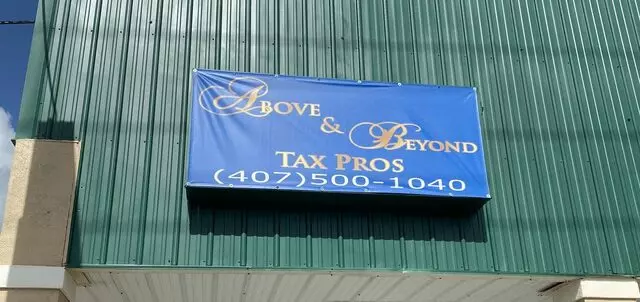 Above
&
Beyond
Tax Pros
(407)500-1040